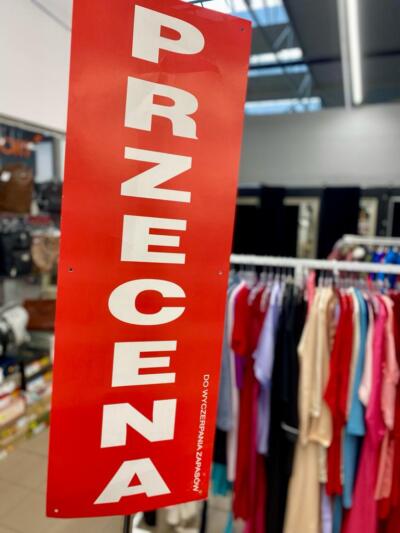 PRZECENA
DO WYCZERPANIA ZAPASÓW